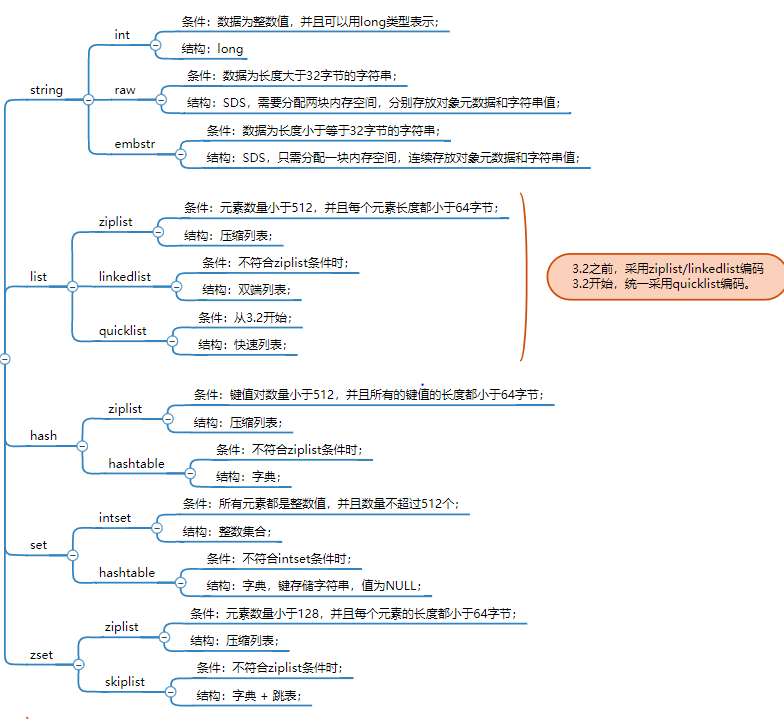 string
int
条件：数据为整数值，并且可以用long类型表示；
结构：long
raw
条件：数据为长度大于32字节的字符串；
结构：SDS，需要分配两块内存空间，分别存放对象元数据和字符串值；
embstr
条件：数据为长度小于等于32字节的字符串；
结构：SDS，只需分配一块内存空间，连续存放对象元数据和字符串值；
list
ziplist
条件：元素数量小于512，并且每个元素长度都小于64字节；
结构：压缩列表；
linkedlist
条件：不符合ziplist条件时；
结构：双端列表；
quicklist
条件：从3.2开始；
结构：快速列表；
3.2之前，采用ziplist/linkedlist编码
3.2开始，统一采用quicklist编码。
hash
ziplist
条件：键值对数量小于512，并且所有的键值的长度都小于64字节；
结构：压缩列表；
hashtable
条件：不符合ziplist条件时；
结构：字典；
set
intset
条件：所有元素都是整数值，并且数量不超过512个；
结构：整数集合；
hashtable
条件：不符合intset条件时；
结构：字典，键存储字符串，值为NULL；
zset
ziplist
条件：元素数量小于128，并且每个元素的长度都小于64字节；
结构：压缩列表；
skiplist
条件：不符合ziplist条件时；
结构：字典 + 跳表；